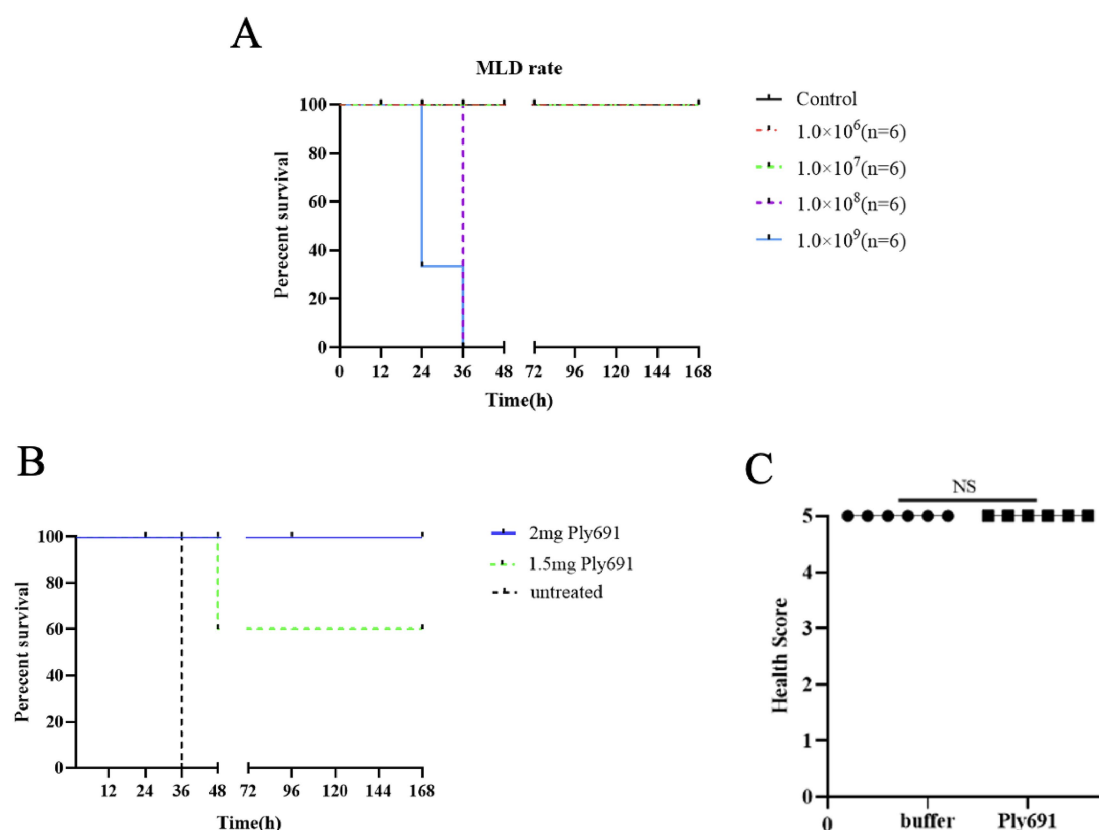 A
MLD rate
Perecent survival
100
80
60
40
20
0
0 12 24 36 48 72 96 120 144 168
Time(h)
Control
1.0×10⁶(n=6)
1.0×10⁷(n=6)
1.0×10⁸(n=6)
1.0×10⁹(n=6)
B
Perecent survival
100
80
60
40
20
0
12 24 36 48 72 96 120 144 168
Time(h)
2mg Ply691
1.5mg Ply691
untreated
C
NS
Health Score
5
4
3
2
1
0
0 buffer Ply691